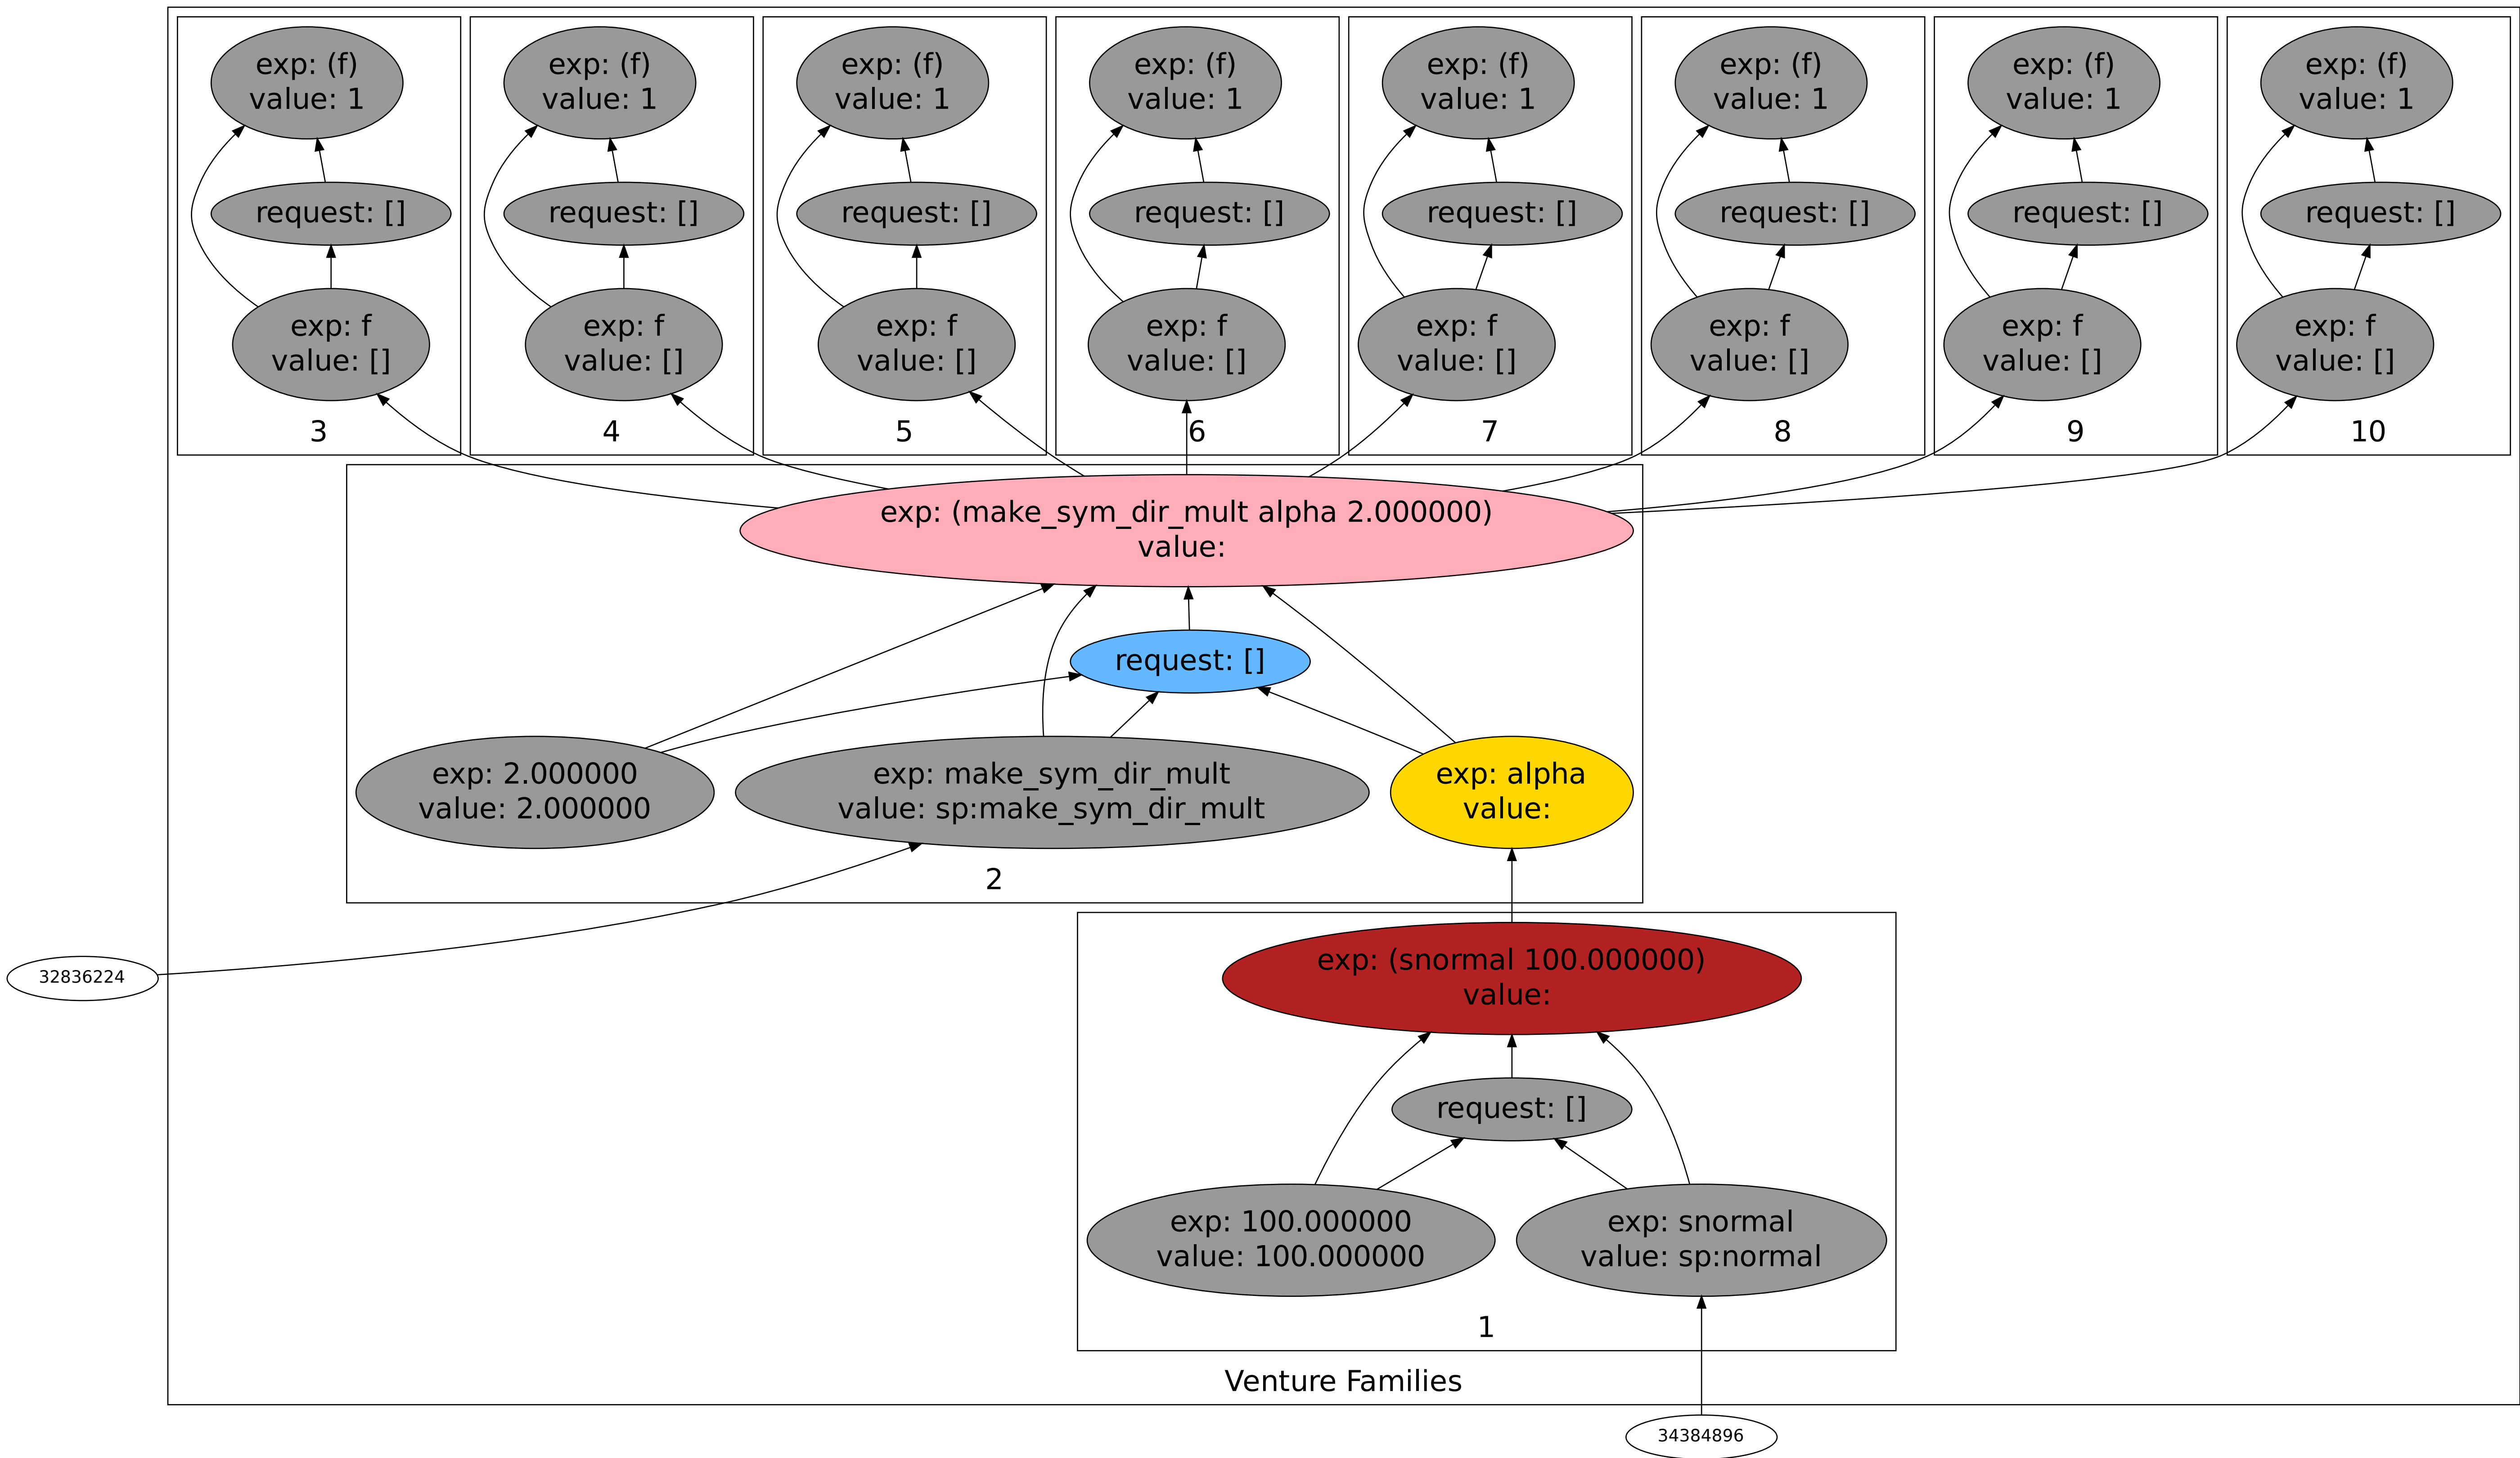 exp: (f)
value: 1
request: []
exp: f
value: []
3
exp: (f)
value: 1
request: []
exp: f
value: []
4
exp: (f)
value: 1
request: []
exp: f
value: []
5
exp: (f)
value: 1
request: []
exp: f
value: []
6
exp: (f)
value: 1
request: []
exp: f
value: []
7
exp: (f)
value: 1
request: []
exp: f
value: []
8
exp: (f)
value: 1
request: []
exp: f
value: []
9
exp: (f)
value: 1
request: []
exp: f
value: []
10
exp: (make_sym_dir_mult alpha 2.000000)
value:
request: []
exp: 2.000000
value: 2.000000
exp: make_sym_dir_mult
value: sp:make_sym_dir_mult
exp: alpha
value:
2
32836224
exp: (snormal 100.000000)
value:
request: []
exp: 100.000000
value: 100.000000
exp: snormal
value: sp:normal
1
Venture Families
34384896